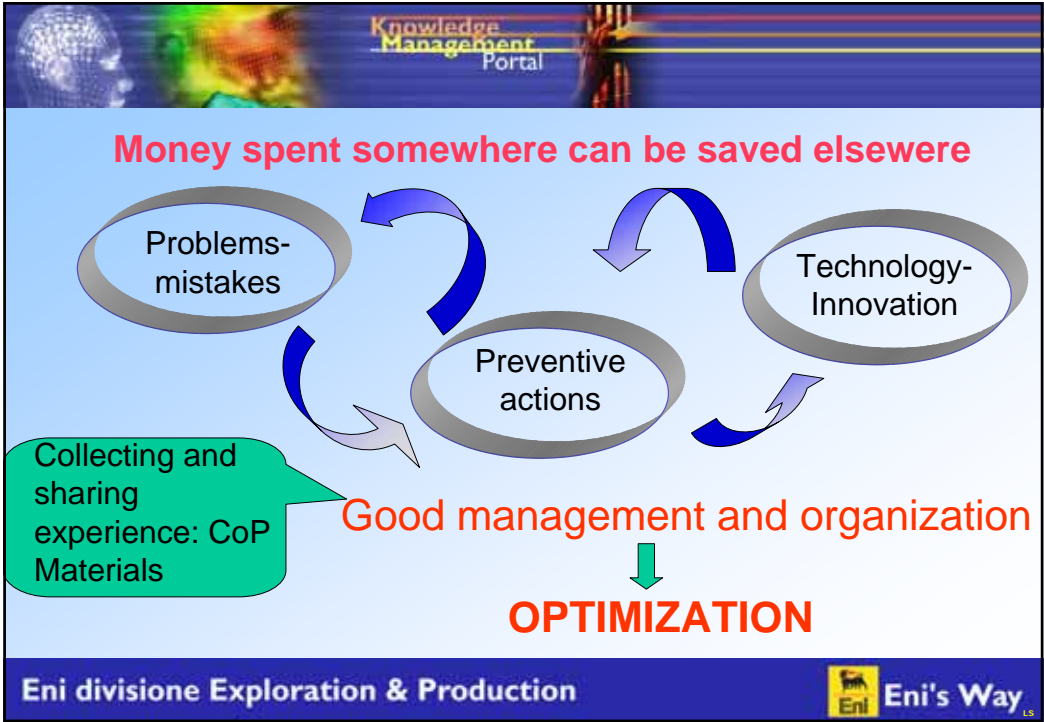 Knowledge
Management
Portal
Money spent somewhere can be saved elsewere
Problems-
mistakes
Technology-
Innovation
Preventive
actions
Collecting and
sharing
experience: CoP
Materials
Good management and organization
OPTIMIZATION
Eni divisione Exploration & Production
Eni
Eni's Way
LS